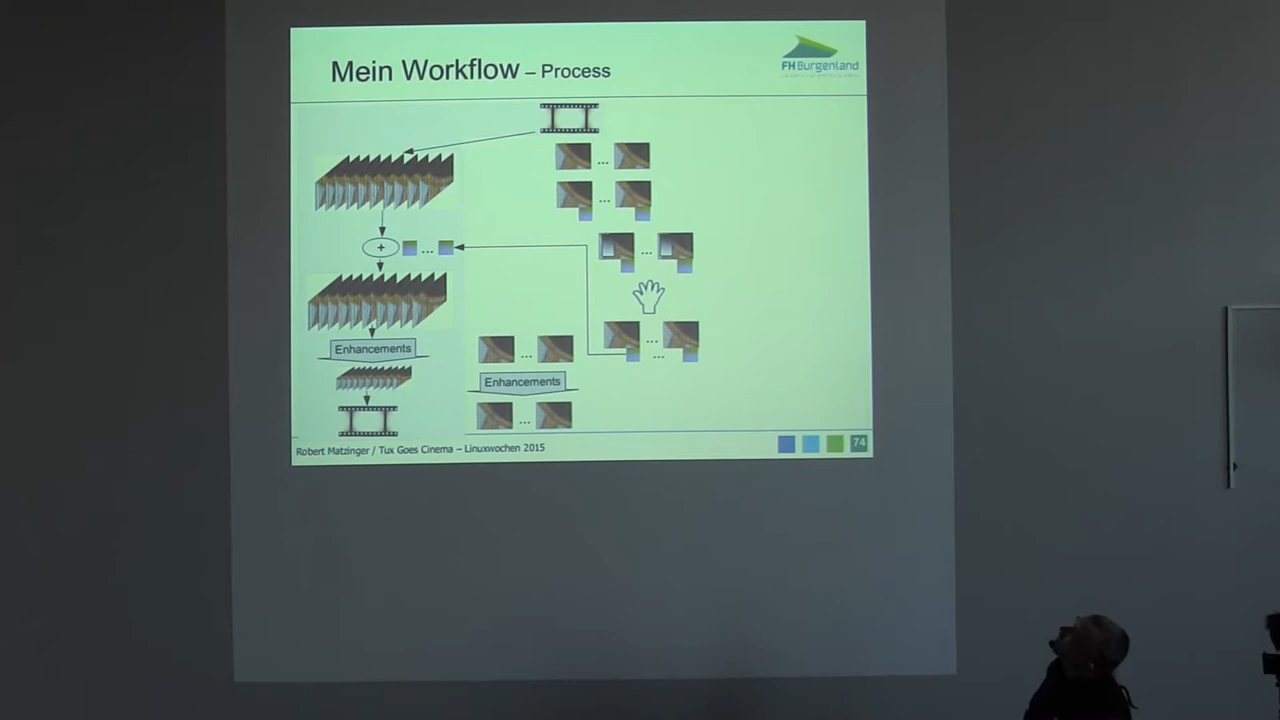 Mein Workflow – Process
FH Burgenland
+
...
...
...
...
...
...
...
Enhancements
...
Enhancements
...
Robert Matzinger / Tux Goes Cinema – Linuxwochen 2015
74